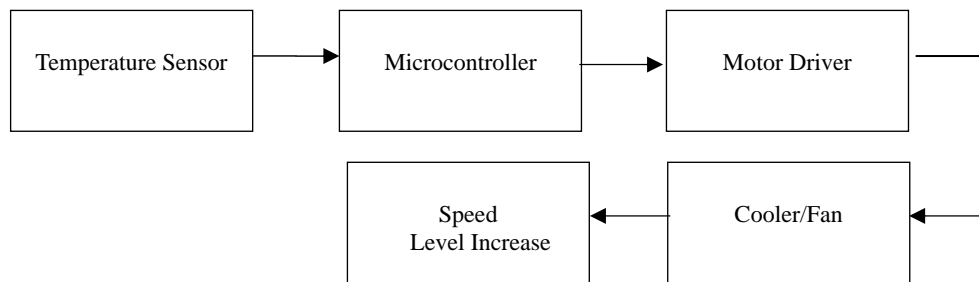 Temperature Sensor
Microcontroller
Motor Driver
Speed
Level Increase
Cooler/Fan